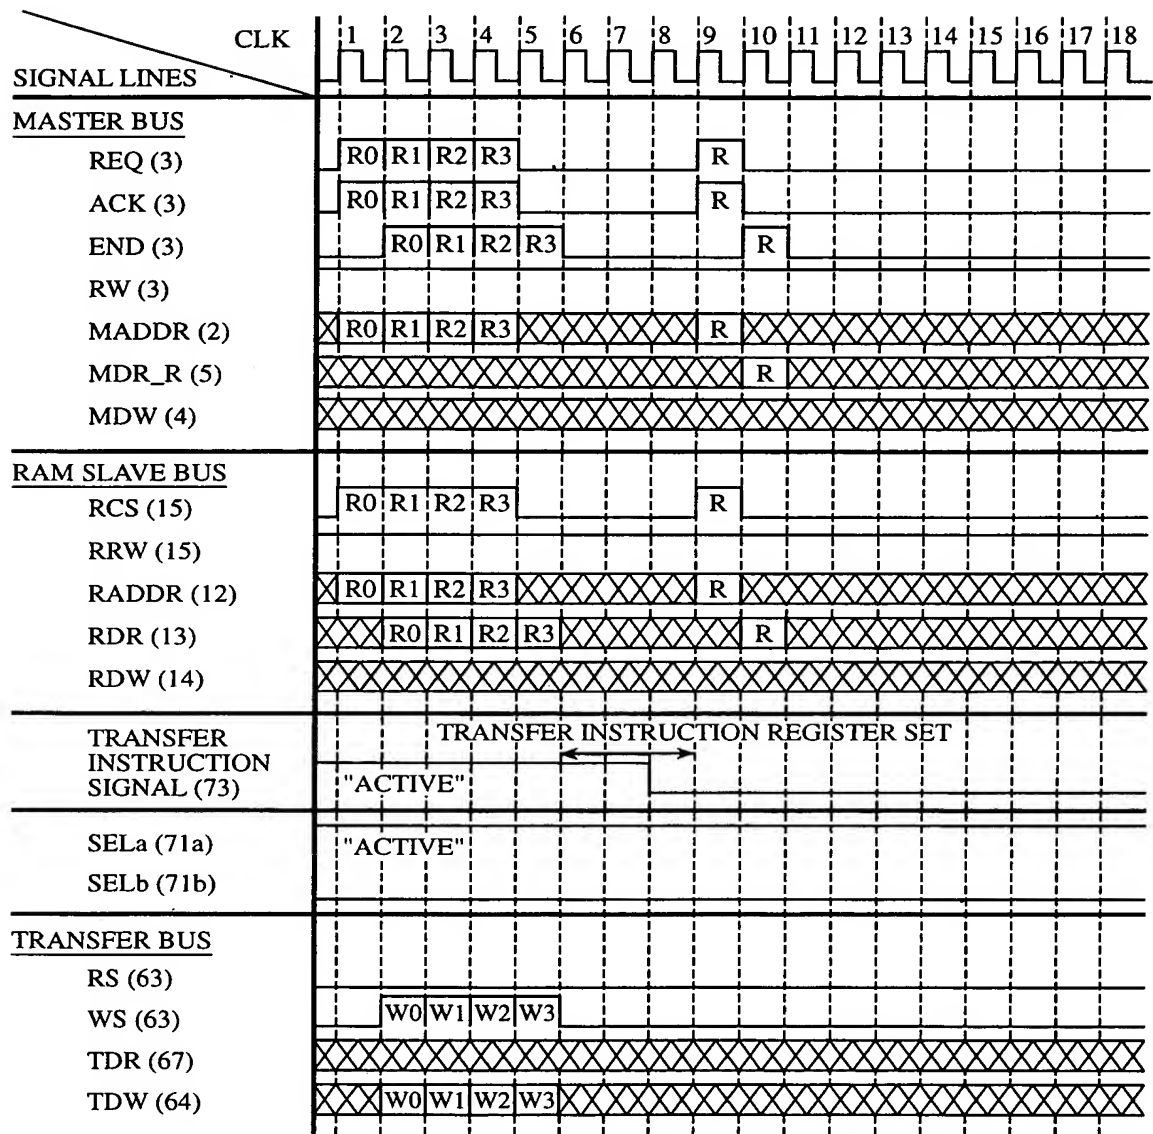 CLK 1 2 3 4 5 6 7 8 9 10 11 12 13 14 15 16 17 18
SIGNAL LINES
MASTER BUS
REQ (3) R0 R1 R2 R3 R
ACK (3) R0 R1 R2 R3 R
END (3) R0 R1 R2 R3 R
RW (3)
MADDR (2) R0 R1 R2 R3 R
MDR_R (5) R
MDW (4)
RAM SLAVE BUS
RCS (15) R0 R1 R2 R3 R
RRW (15)
RADDR (12) R0 R1 R2 R3 R
RDR (13) R0 R1 R2 R3 R
RDW (14)
TRANSFER INSTRUCTION REGISTER SET
TRANSFER
INSTRUCTION
SIGNAL (73) "ACTIVE"
SELa (71a) "ACTIVE"
SELb (71b)
TRANSFER BUS
RS (63)
WS (63) W0 W1 W2 W3
TDR (67)
TDW (64) W0 W1 W2 W3